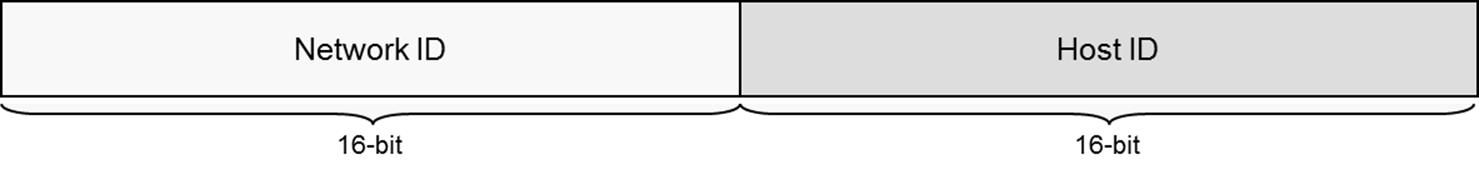 Network ID
Host ID
16-bit
16-bit